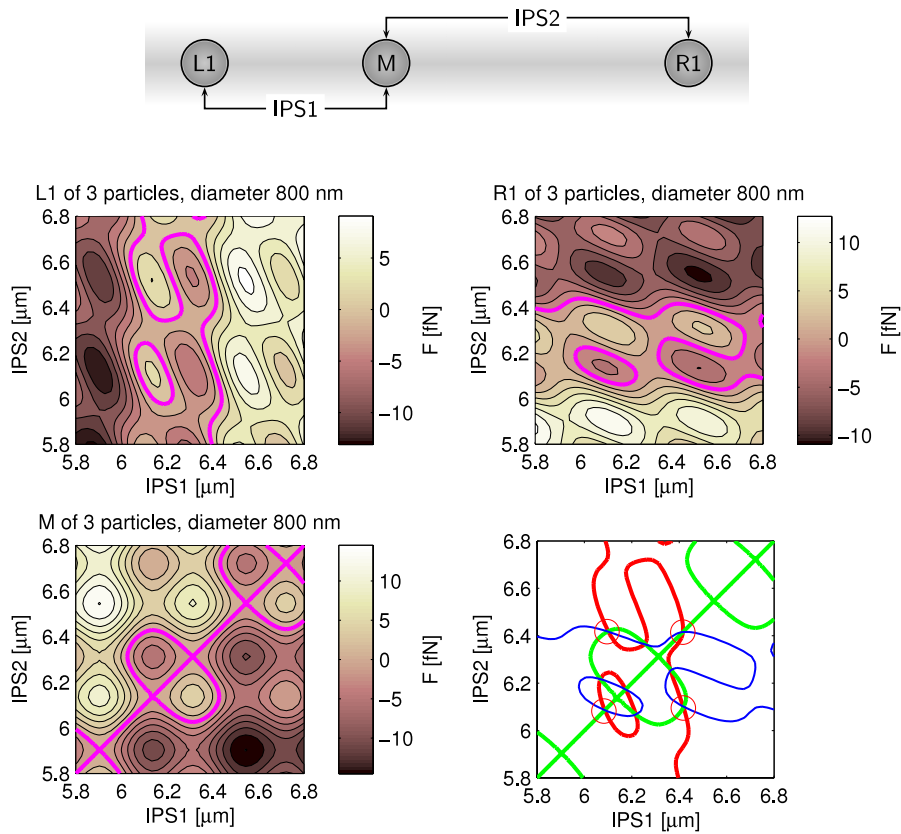 IPS2
L1 M R1
IPS1
L1 of 3 particles, diameter 800 nm
6.8
6.6
6.4
6.2
6
5.8
IPS2 [μm]
5.8 6 6.2 6.4 6.6 6.8
IPS1 [μm]
5
0
−5
−10
F [fN]
R1 of 3 particles, diameter 800 nm
6.8
6.6
6.4
6.2
6
5.8
IPS2 [μm]
5.8 6 6.2 6.4 6.6 6.8
IPS1 [μm]
10
5
0
−5
−10
F [fN]
M of 3 particles, diameter 800 nm
6.8
6.6
6.4
6.2
6
5.8
IPS2 [μm]
5.8 6 6.2 6.4 6.6 6.8
IPS1 [μm]
10
5
0
−5
−10
F [fN]
6.8
6.6
6.4
6.2
6
5.8
IPS2 [μm]
5.8 6 6.2 6.4 6.6 6.8
IPS1 [μm]